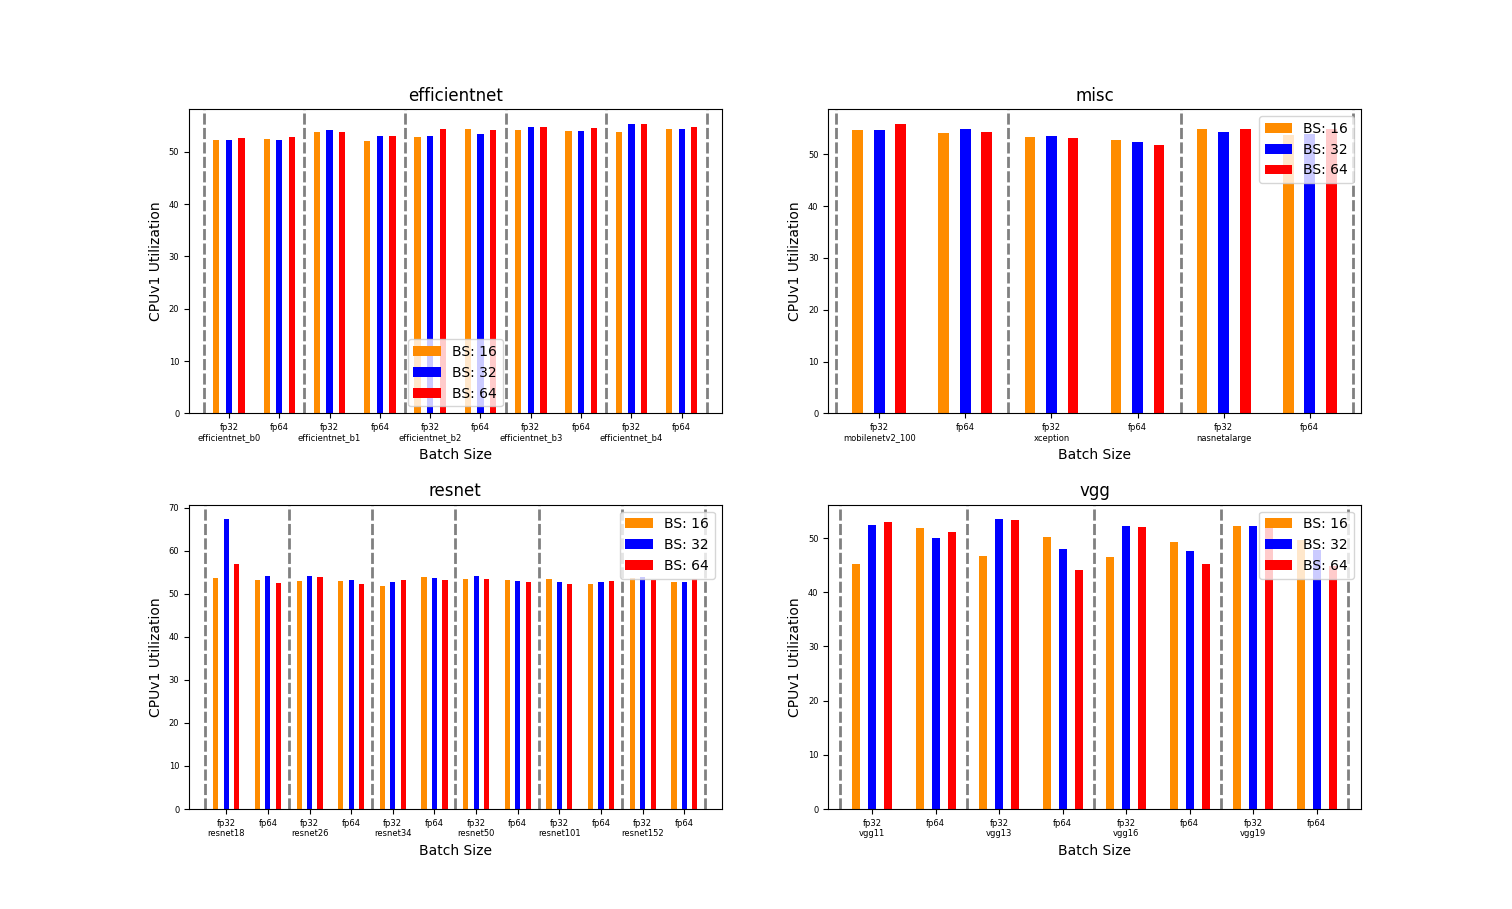 efficientnet
CPUv1 Utilization
50
40
30
20
10
0
BS: 16
BS: 32
BS: 64
fp32 fp64 fp32 fp64 fp32 fp64 fp32 fp64 fp32 fp64
efficientnet_b0 efficientnet_b1 efficientnet_b2 efficientnet_b3 efficientnet_b4
Batch Size
misc
CPUv1 Utilization
50
40
30
20
10
0
BS: 16
BS: 32
BS: 64
fp32 fp64 fp32 fp64 fp32 fp64
mobilenetv2_100 xception nasnetalarge
Batch Size
resnet
CPUv1 Utilization
70
60
50
40
30
20
10
0
BS: 16
BS: 32
BS: 64
fp32 fp64 fp32 fp64 fp32 fp64 fp32 fp64 fp32 fp64 fp32 fp64
resnet18 resnet26 resnet34 resnet50 resnet101 resnet152
Batch Size
vgg
CPUv1 Utilization
50
40
30
20
10
0
BS: 16
BS: 32
BS: 64
fp32 fp64 fp32 fp64 fp32 fp64 fp32 fp64
vgg11 vgg13 vgg16 vgg19
Batch Size